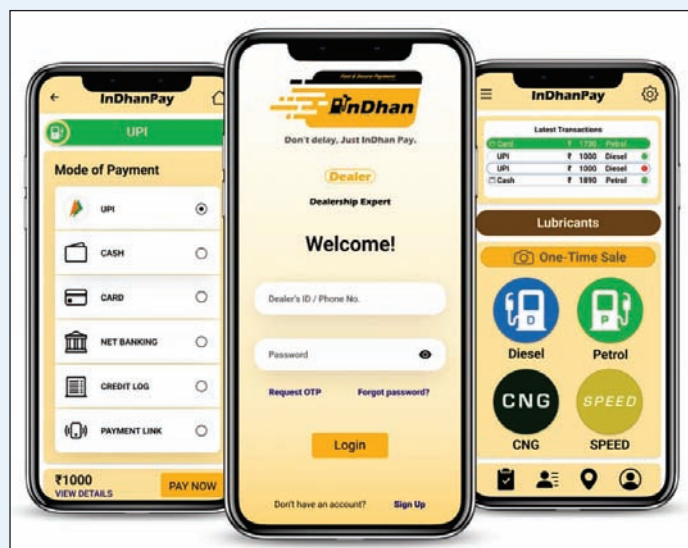 InDhanPay
UPI
Mode of Payment
UPI
CASH
CARD
NET BANKING
CREDIT LOG
PAYMENT LINK
₹1000
VIEW DETAILS
PAY NOW
Fast & Secure Payment
InDhan
Don't delay, Just InDhan Pay.
Dealer
Dealership Expert
Welcome!
Dealer's ID / Phone No.
Password
Request OTP Forgot password?
Login
Don't have an account? Sign Up
InDhanPay
Latest Transactions
Card ₹ 1730 Petrol
UPI ₹ 1000 Diesel
UPI ₹ 1000 Diesel
Cash ₹ 1890 Petrol
Lubricants
One-Time Sale
D
P
Diesel
Petrol
CNG
SPEED
CNG
SPEED